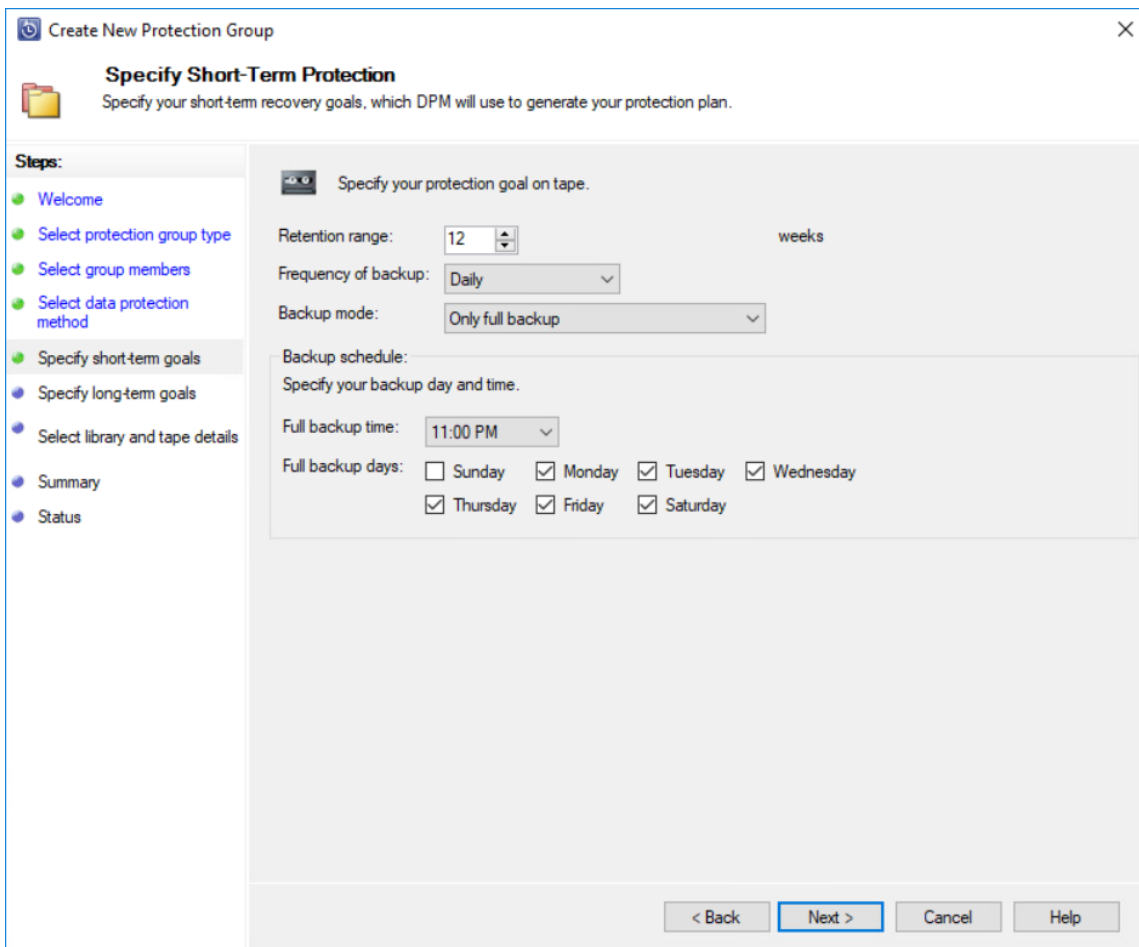 Create New Protection Group
Specify Short-Term Protection
Specify your short-term recovery goals, which DPM will use to generate your protection plan.
Steps:
Welcome
Select protection group type
Select group members
Select data protection
method
Specify short-term goals
Specify long-term goals
Select library and tape details
Summary
Status
Specify your protection goal on tape.
Retention range: 12 weeks
Frequency of backup: Daily
Backup mode: Only full backup
Backup schedule:
Specify your backup day and time.
Full backup time: 11:00 PM
Full backup days: Sunday Monday Tuesday Wednesday
Thursday Friday Saturday
< Back Next > Cancel Help